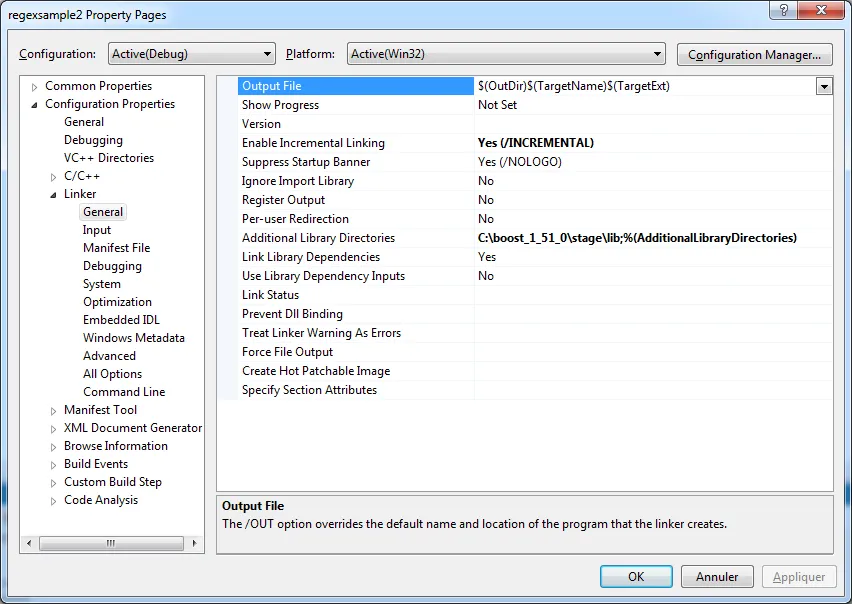 regexsample2 Property Pages
Configuration: Active(Debug) Platform: Active(Win32) Configuration Manager...
Common Properties
Configuration Properties
General
Debugging
VC++ Directories
C/C++
Linker
General
Input
Manifest File
Debugging
System
Optimization
Embedded IDL
Windows Metadata
Advanced
All Options
Command Line
Manifest Tool
XML Document Generator
Browse Information
Build Events
Custom Build Step
Code Analysis
Output File $(OutDir)$(TargetName)$(TargetExt)
Show Progress Not Set
Version
Enable Incremental Linking Yes (/INCREMENTAL)
Suppress Startup Banner Yes (/NOLOGO)
Ignore Import Library No
Register Output No
Per-user Redirection No
Additional Library Directories C:\boost_1_51_0\stage\lib;%(AdditionalLibraryDirectories)
Link Library Dependencies Yes
Use Library Dependency Inputs No
Link Status
Prevent Dll Binding
Treat Linker Warning As Errors
Force File Output
Create Hot Patchable Image
Specify Section Attributes
Output File
The /OUT option overrides the default name and location of the program that the linker creates.
OK Annuler Appliquer